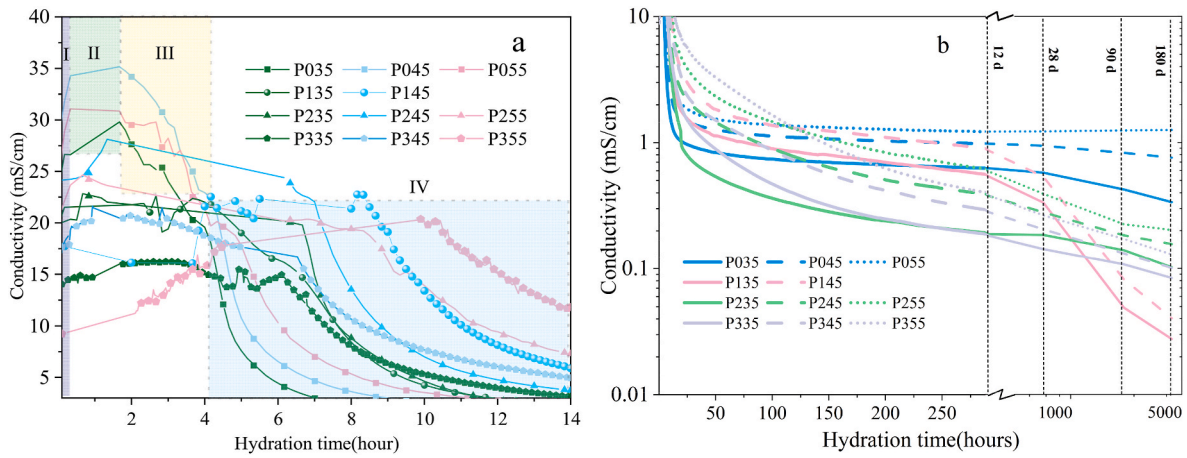 a
I II III IV
P035 P045 P055
P135 P145
P235 P245 P255
P335 P345 P355
40
35
30
25
20
15
10
5
Conductivity (mS/cm)
0 2 4 6 8 10 12 14
Hydration time(hour)
b
12 d 28 d 90 d 180 d
10
1
0.1
0.01
Conductivity (mS/cm)
P035 P045 P055
P135 P145
P235 P245 P255
P335 P345 P355
50 100 150 200 250 1000 5000
Hydration time(hours)